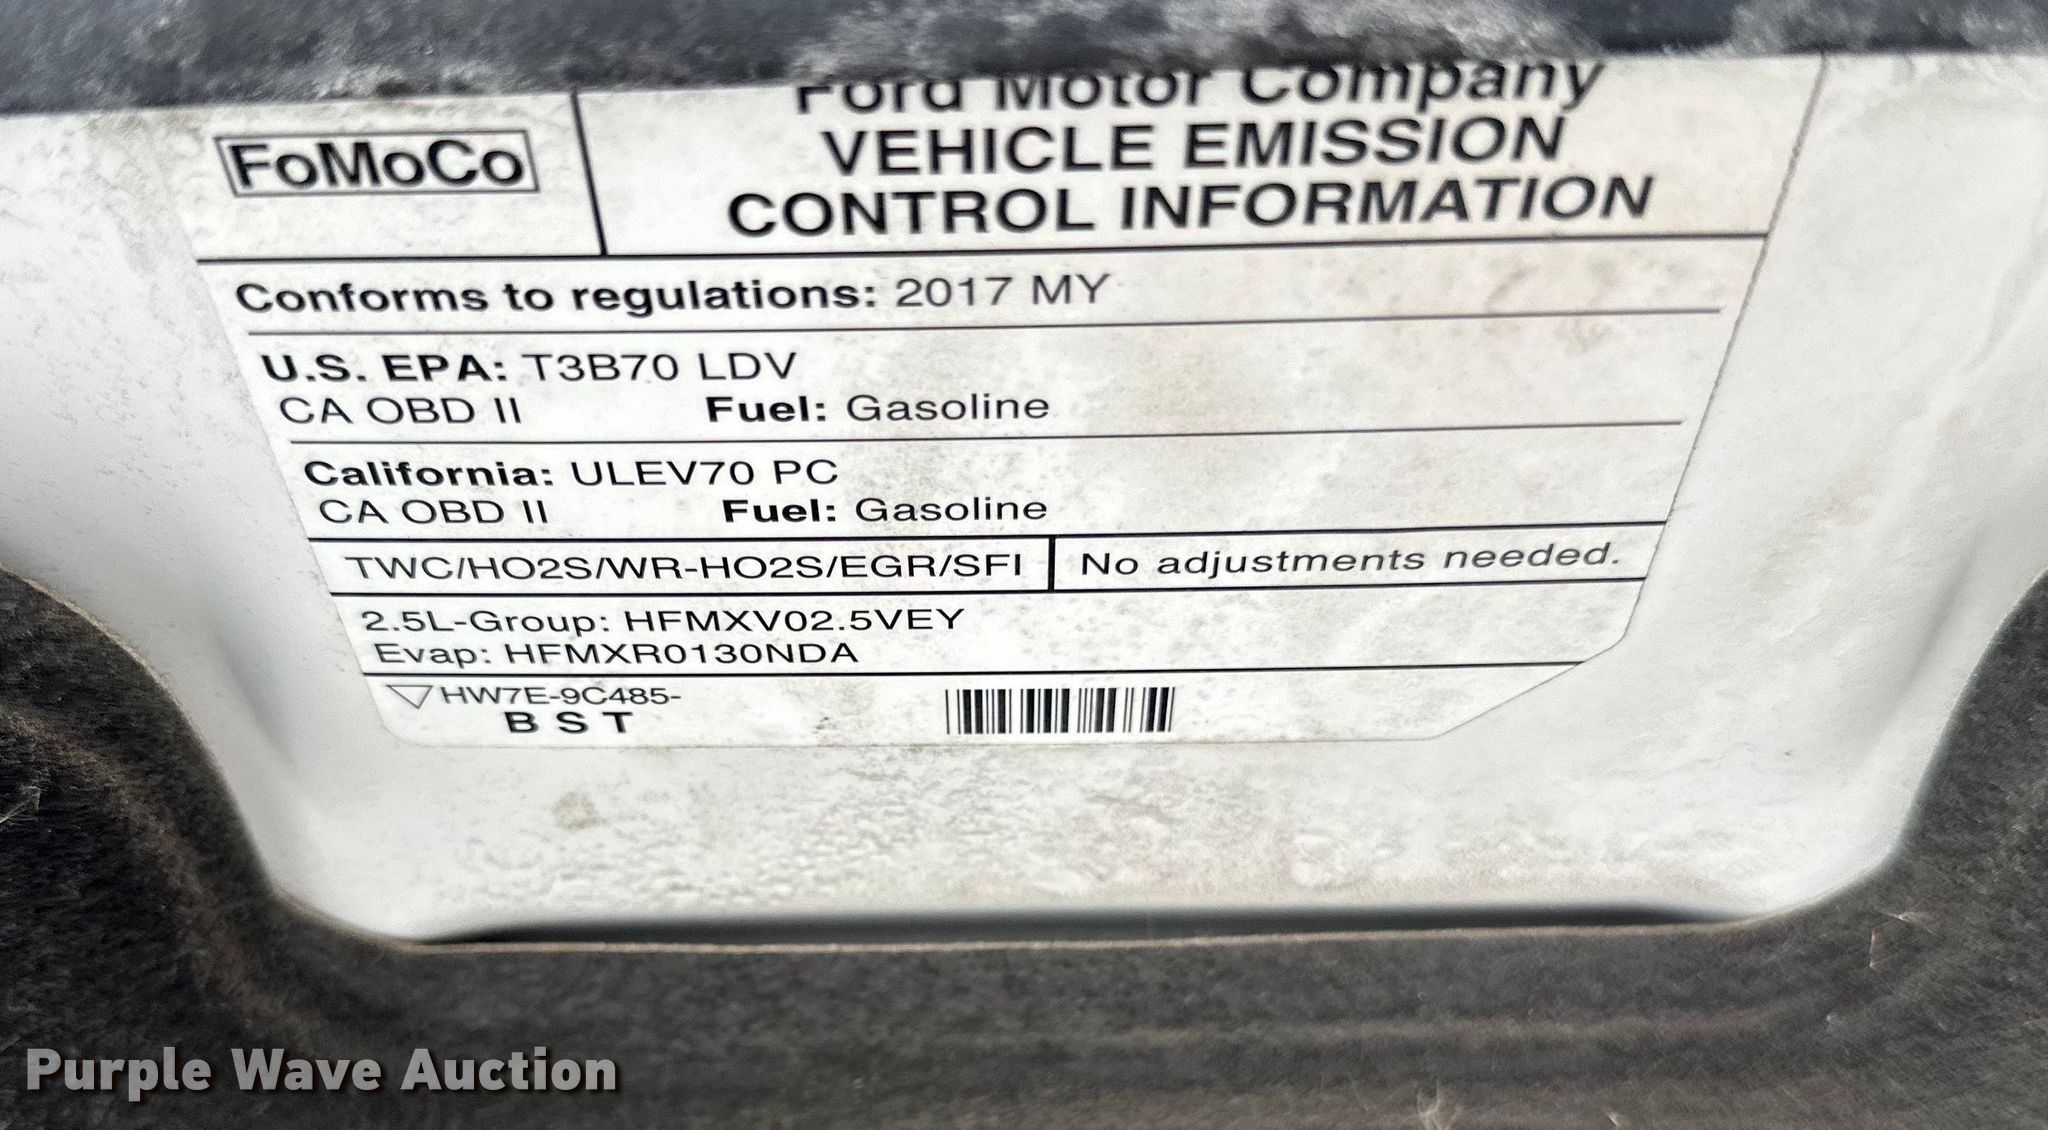 FoMoCo
Ford Motor Company
VEHICLE EMISSION
CONTROL INFORMATION
Conforms to regulations: 2017 MY
U.S. EPA: T3B70 LDV
CA OBD II Fuel: Gasoline
California: ULEV70 PC
CA OBD II Fuel: Gasoline
TWC/HO2S/WR-HO2S/EGR/SFI No adjustments needed.
2.5L-Group: HFMXV02.5VEY
Evap: HFMXR0130NDA
HW7E-9C485-
B S T
Purple Wave Auction